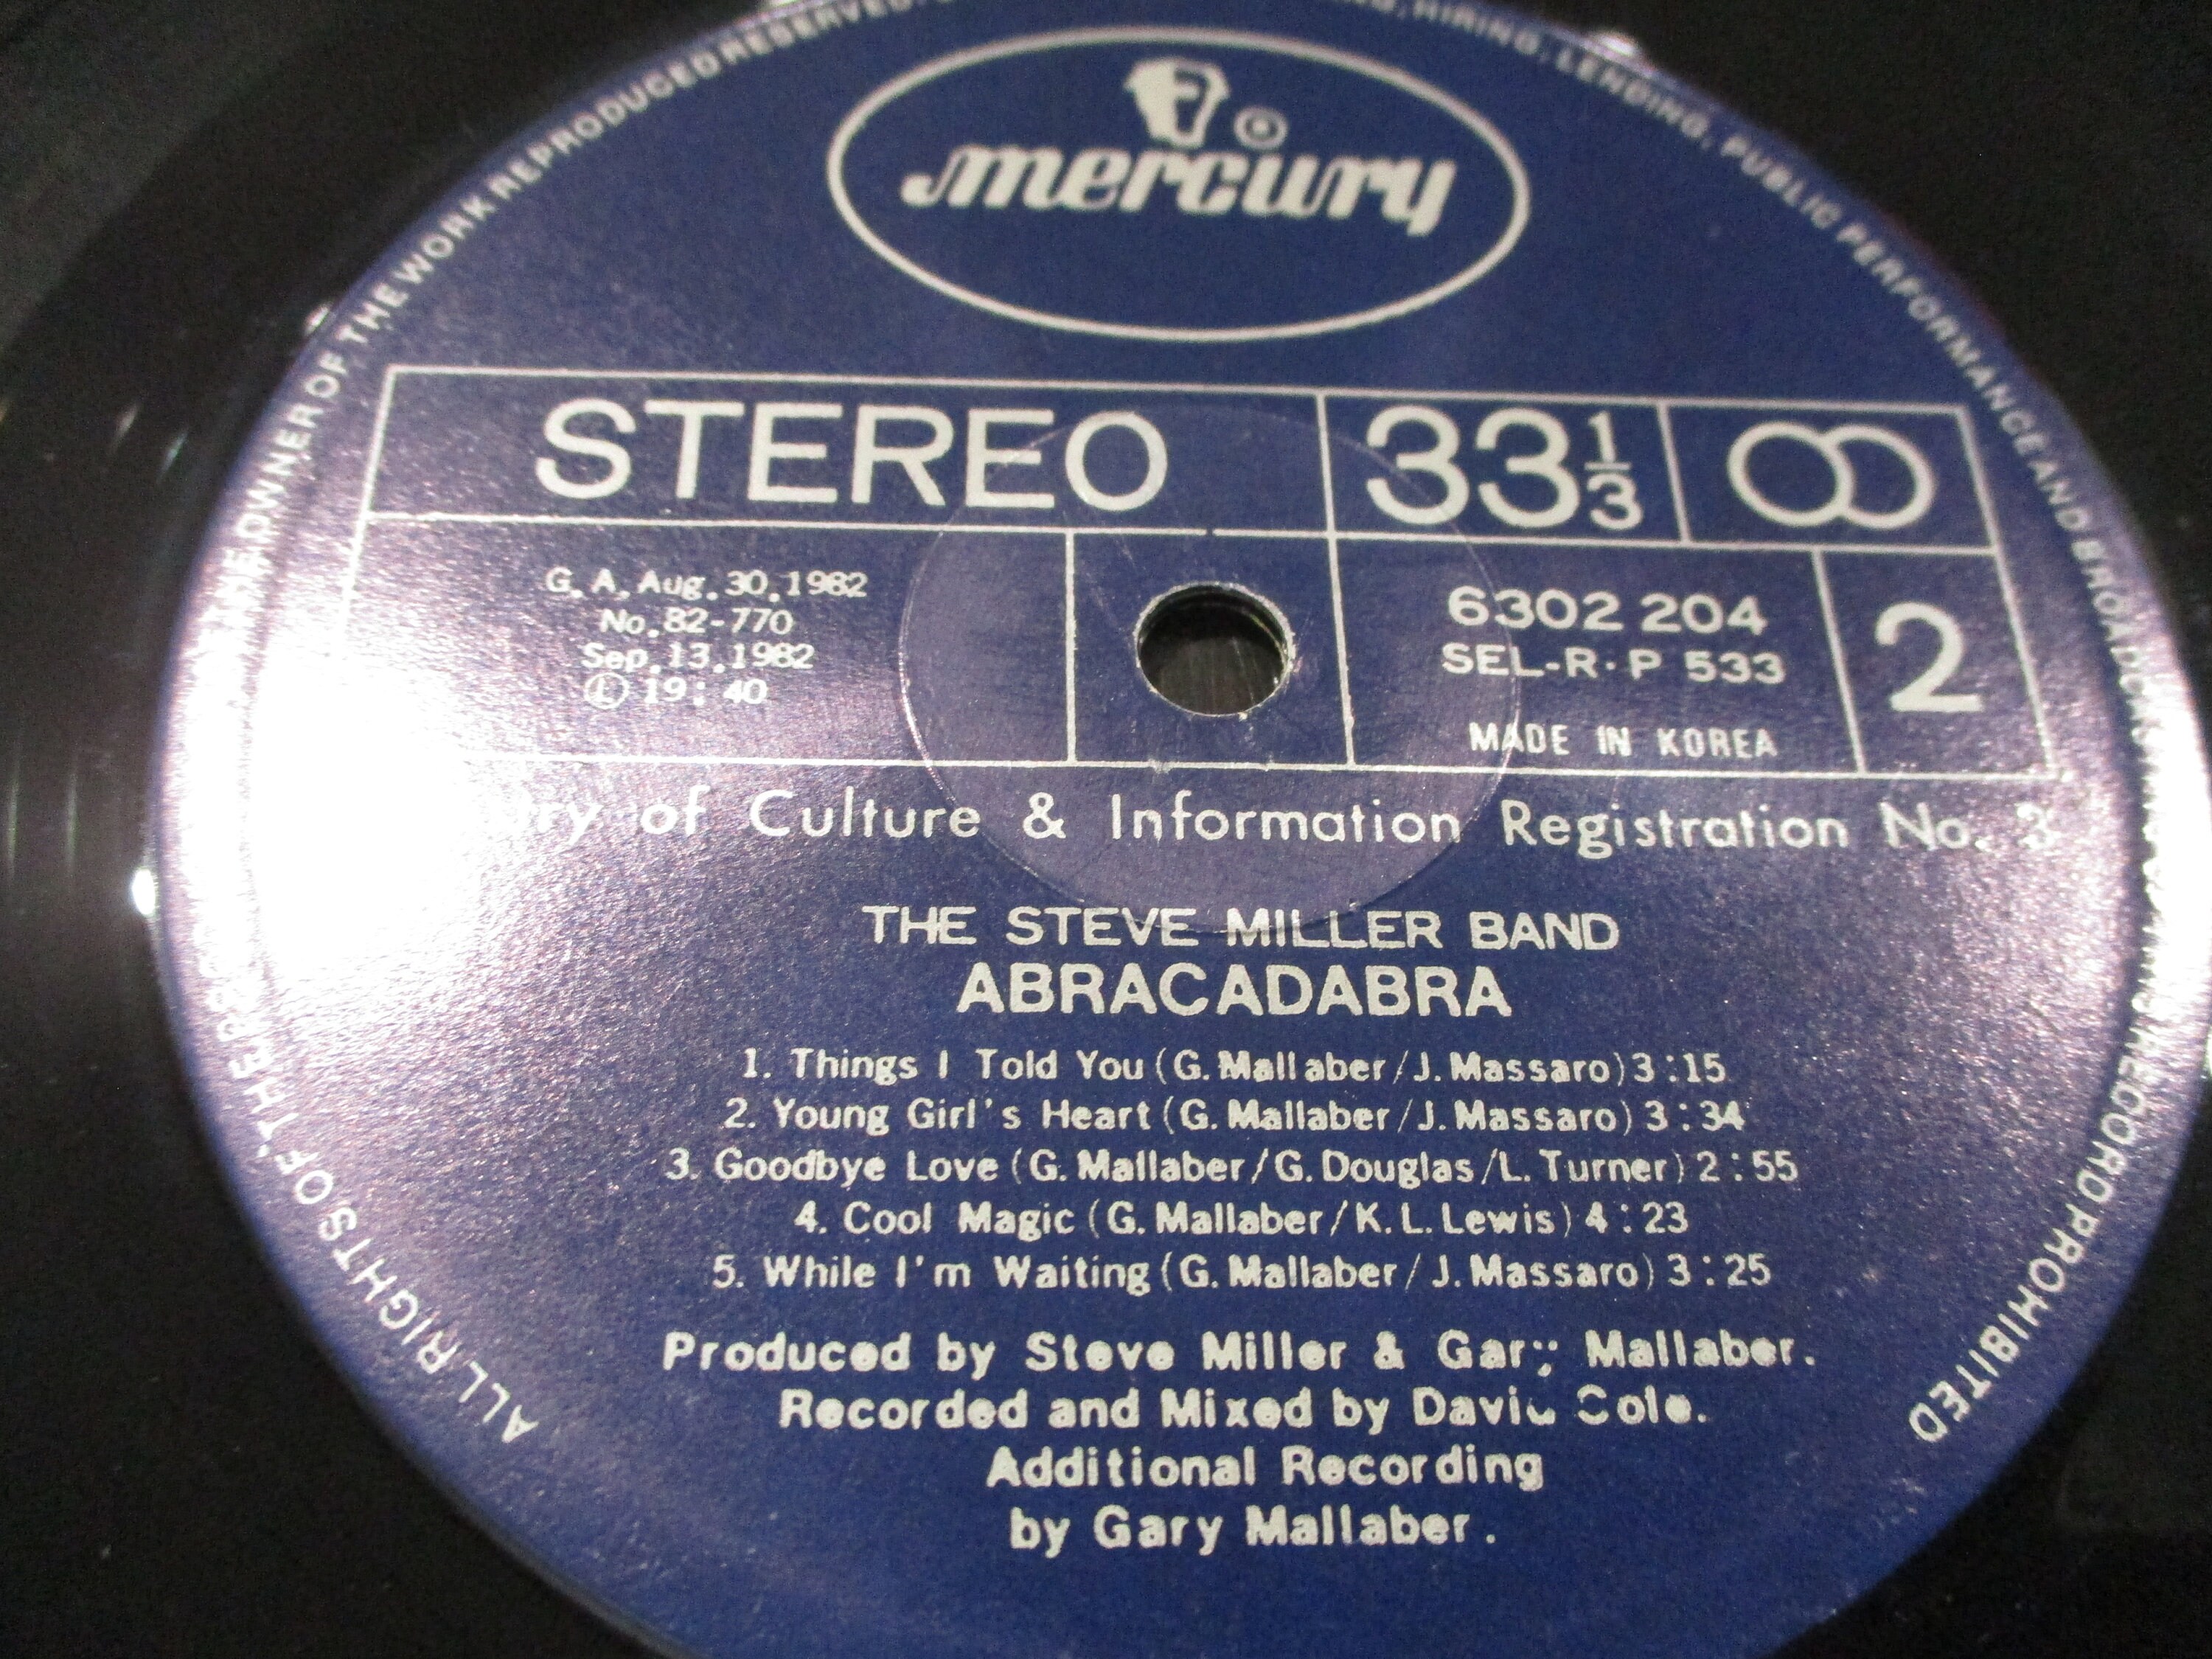 mercury
STEREO
33 1/3
G.A. Aug. 30. 1982
No. 82-770
Sep. 13. 1982
Ⓛ 19:40
6302 204
SEL-R·P 533
MADE IN KOREA
2
of Culture & Information Registration No. 3
THE STEVE MILLER BAND
ABRACADABRA
1. Things I Told You (G. Mallaber/J. Massaro) 3:15
2. Young Girl's Heart (G. Mallaber/J. Massaro) 3:34
3. Goodbye Love (G. Mallaber/G. Douglas/L. Turner) 2:55
4. Cool Magic (G. Mallaber/K. L. Lewis) 4:23
5. While I'm Waiting (G. Mallaber/J. Massaro) 3:25
Produced by Steve Miller & Gary Mallaber.
Recorded and Mixed by David Cole.
Additional Recording
by Gary Mallaber.
ALL RIGHTS OF THE OWNER OF THE WORK REPRODUCED RESERVED. HIRING, LENDING, PUBLIC PERFORMANCE AND RECORD PROHIBITED